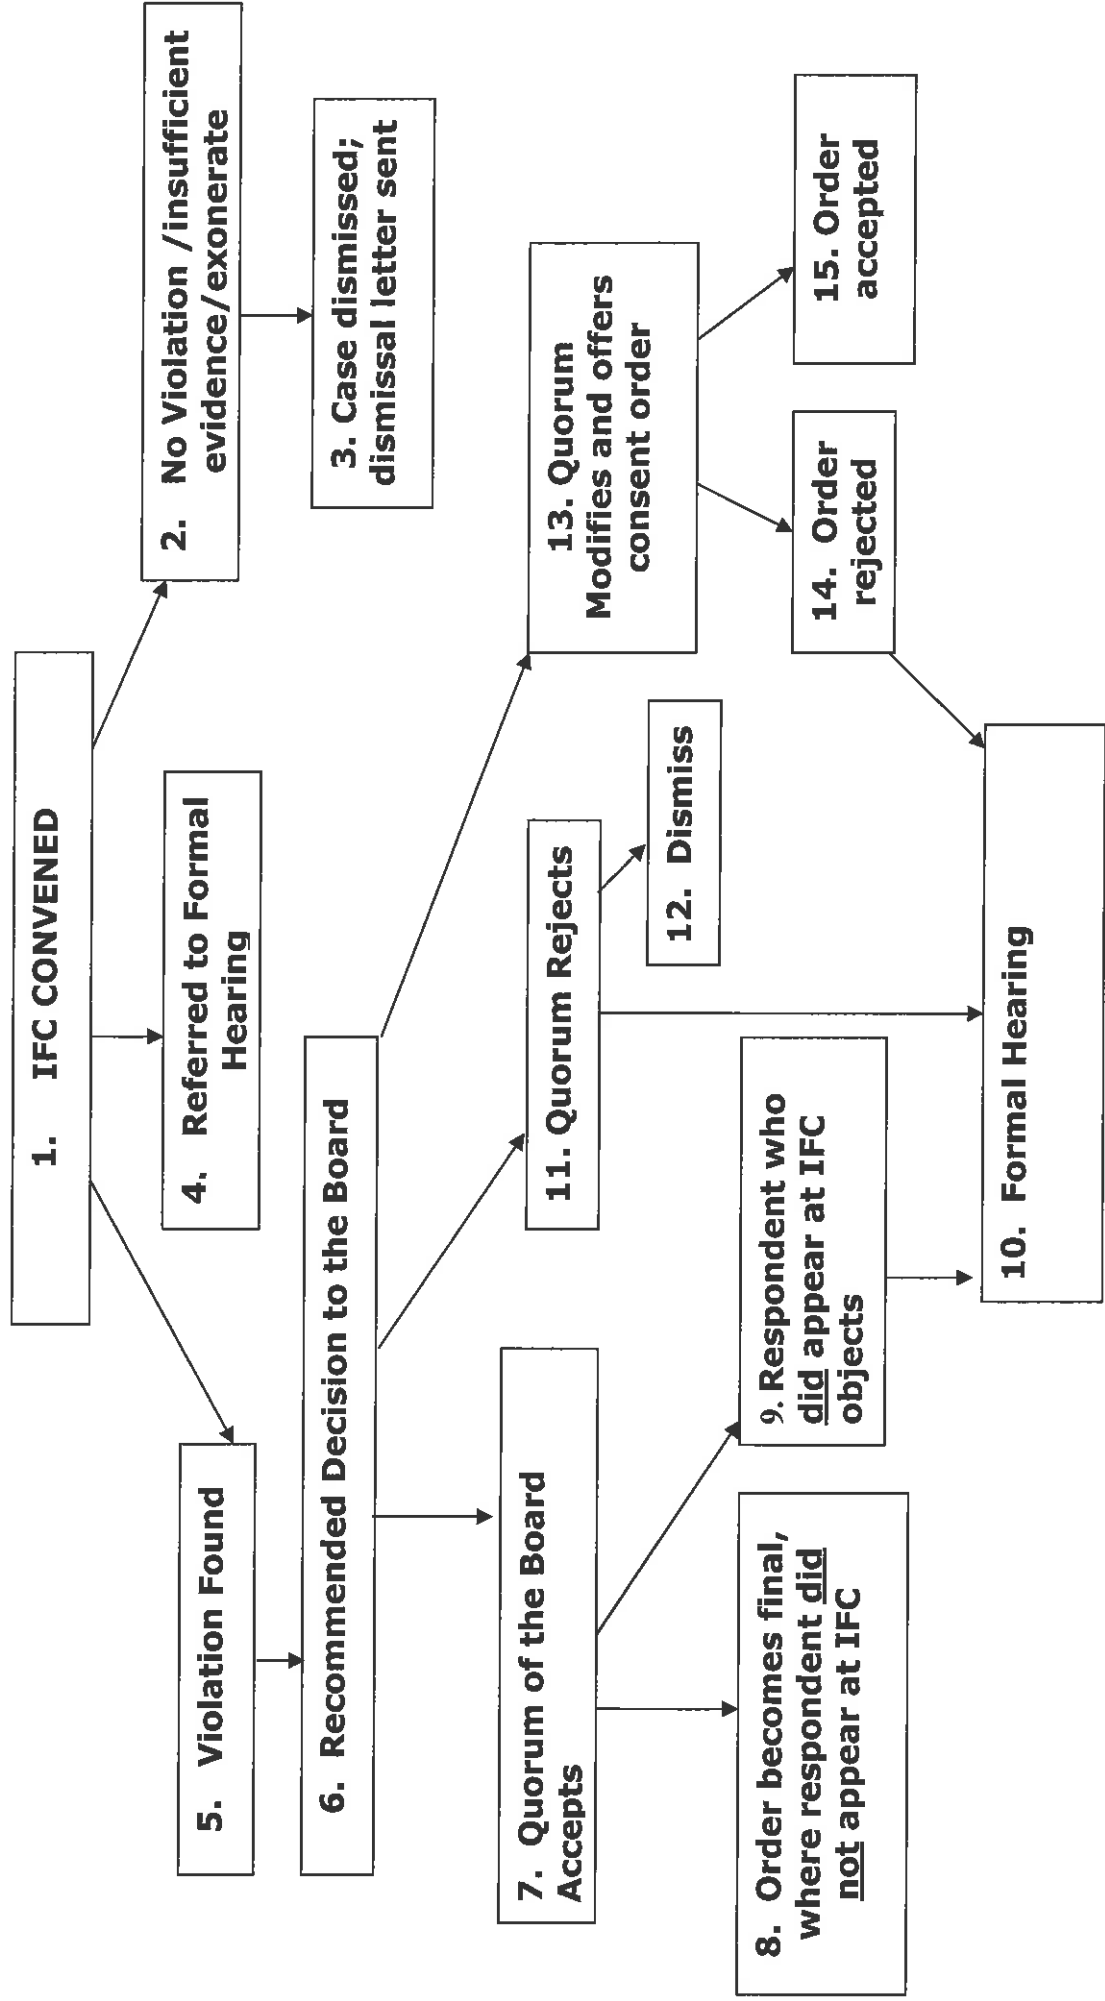 1. IFC CONVENED
2. No Violation /insufficient
evidence/exonerate
3. Case dismissed;
dismissal letter sent
4. Referred to Formal
Hearing
5. Violation Found
6. Recommended Decision to the Board
7. Quorum of the Board
Accepts
8. Order becomes final,
where respondent did
not appear at IFC
9. Respondent who
did appear at IFC
objects
10. Formal Hearing
11. Quorum Rejects
12. Dismiss
13. Quorum
Modifies and offers
consent order
14. Order
rejected
15. Order
accepted